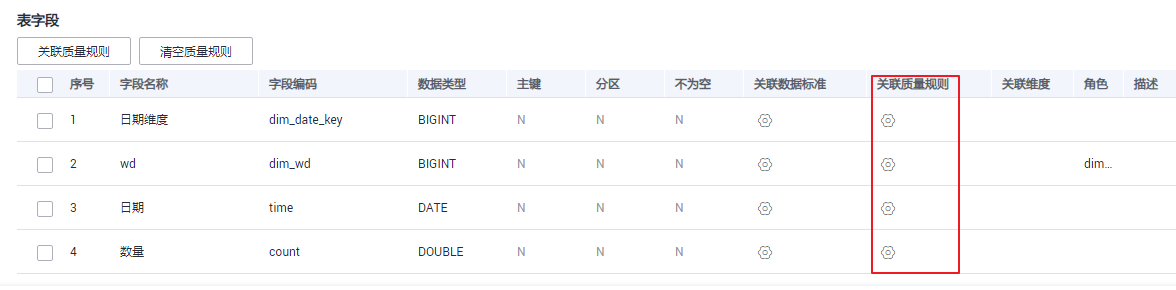 表字段
关联质量规则 清空质量规则
序号 字段名称 字段编码 数据类型 主键 分区 不为空 关联数据标准 关联质量规则 关联维度 角色 描述
1 日期维度 dim_date_key BIGINT N N N
2 wd dim_wd BIGINT N N N dim...
3 日期 time DATE N N N
4 数量 count DOUBLE N N N